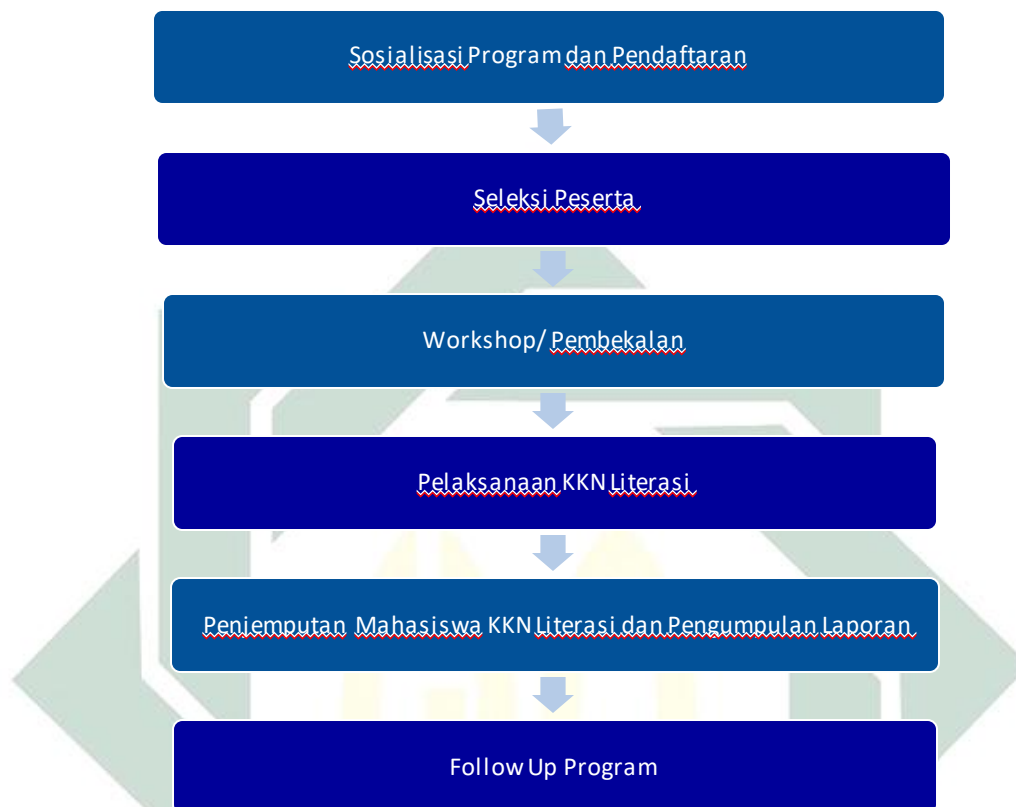 Sosialisasi Program dan Pendaftaran
Seleksi Peserta
Workshop/ Pembekalan
Pelaksanaan KKN Literasi
Penjemputan Mahasiswa KKN Literasi dan Pengumpulan Laporan
Follow Up Program